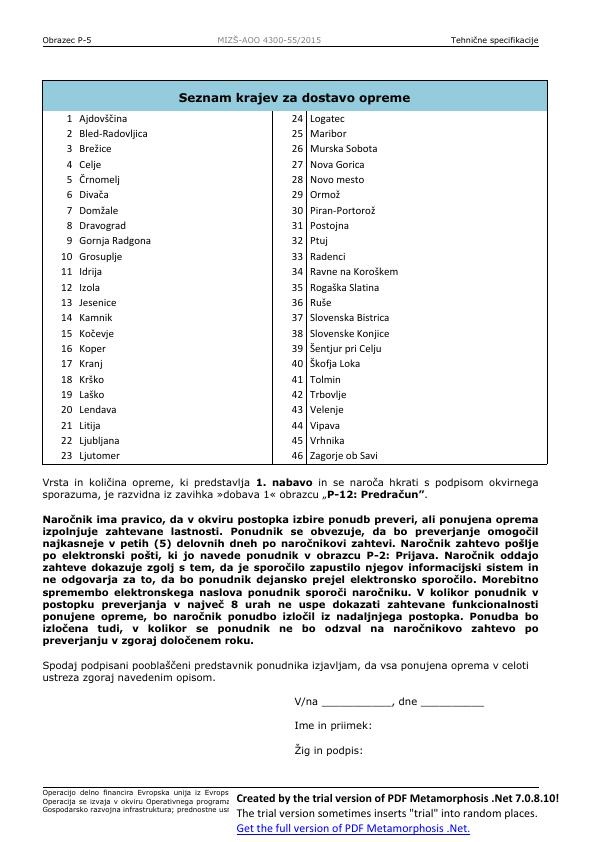 Obrazec P-5 MIZŠ-AOO 4300-55/2015 Tehnične specifikacije
Seznam krajev za dostavo opreme
1 Ajdovščina
2 Bled-Radovljica
3 Brežice
4 Celje
5 Črnomelj
6 Divača
7 Domžale
8 Dravograd
9 Gornja Radgona
10 Grosuplje
11 Idrija
12 Izola
13 Jesenice
14 Kamnik
15 Kočevje
16 Koper
17 Kranj
18 Krško
19 Laško
20 Lendava
21 Litija
22 Ljubljana
23 Ljutomer
24 Logatec
25 Maribor
26 Murska Sobota
27 Nova Gorica
28 Novo mesto
29 Ormož
30 Piran-Portorož
31 Postojna
32 Ptuj
33 Radenci
34 Ravne na Koroškem
35 Rogaška Slatina
36 Ruše
37 Slovenska Bistrica
38 Slovenske Konjice
39 Šentjur pri Celju
40 Škofja Loka
41 Tolmin
42 Trbovlje
43 Velenje
44 Vipava
45 Vrhnika
46 Zagorje ob Savi
Vrsta in količina opreme, ki predstavlja 1. nabavo in se naroča hkrati s podpisom okvirnega
sporazuma, je razvidna iz zavihka »dobava 1« obrazcu „P-12: Predračun”.
Naročnik ima pravico, da v okviru postopka izbire ponudb preveri, ali ponujena oprema
izpolnjuje zahtevane lastnosti. Ponudnik se obvezuje, da bo preverjanje omogočil
najkasneje v petih (5) delovnih dneh po naročnikovi zahtevi. Naročnik zahtevo pošlje
po elektronski pošti, ki jo navede ponudnik v obrazcu P-2: Prijava. Naročnik oddajo
zahteve dokazuje zgolj s tem, da je sporočilo zapustilo njegov informacijski sistem in
ne odgovarja za to, da bo ponudnik dejansko prejel elektronsko sporočilo. Morebitno
spremembo elektronskega naslova ponudnik sporoči naročniku. V kolikor ponudnik v
postopku preverjanja v največ 8 urah ne uspe dokazati zahtevane funkcionalnosti
ponujene opreme, bo naročnik ponudbo izločil iz nadaljnjega postopka. Ponudba bo
izločena tudi, v kolikor se ponudnik ne bo odzval na naročnikovo zahtevo po
preverjanju v zgoraj določenem roku.
Spodaj podpisani pooblaščeni predstavnik ponudnika izjavljam, da vsa ponujena oprema v celoti
ustreza zgoraj navedenim opisom.
V/na ___________, dne __________
Ime in priimek:
Žig in podpis:
Operacijo delno financira Evropska unija iz Evrops
Operacija se izvaja v okviru Operativnega programa
Gospodarsko razvojna infrastruktura; prednostne usr
Created by the trial version of PDF Metamorphosis .Net 7.0.8.10!
The trial version sometimes inserts "trial" into random places.
Get the full version of PDF Metamorphosis .Net.